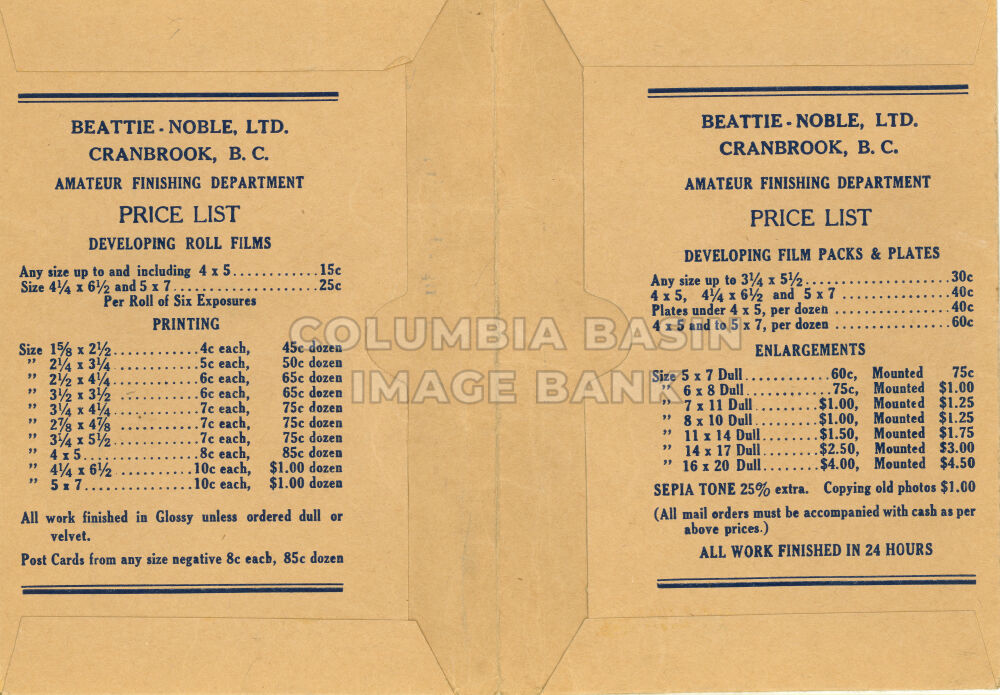 BEATTIE - NOBLE, LTD.
CRANBROOK, B. C.
AMATEUR FINISHING DEPARTMENT
PRICE LIST
DEVELOPING ROLL FILMS
Any size up to and including 4 x 5............15c
Size 4¼ x 6½ and 5 x 7.....................25c
Per Roll of Six Exposures
PRINTING
Size 1⅝ x 2½............4c each, 45c dozen
" 2¼ x 3¼............5c each, 50c dozen
" 2½ x 4¼............6c each, 65c dozen
" 3½ x 3½............6c each, 65c dozen
" 3¼ x 4¼............7c each, 75c dozen
" 2⅞ x 4⅞............7c each, 75c dozen
" 3¼ x 5½............7c each, 75c dozen
" 4 x 5................8c each, 85c dozen
" 4¼ x 6½............10c each, $1.00 dozen
" 5 x 7................10c each, $1.00 dozen
All work finished in Glossy unless ordered dull or
velvet.
Post Cards from any size negative 8c each, 85c dozen
BEATTIE - NOBLE, LTD.
CRANBROOK, B. C.
AMATEUR FINISHING DEPARTMENT
PRICE LIST
DEVELOPING FILM PACKS & PLATES
Any size up to 3¼ x 5½.....................30c
4 x 5, 4¼ x 6½ and 5 x 7 ................40c
Plates under 4 x 5, per dozen ................40c
4 x 5 and to 5 x 7, per dozen ................60c
ENLARGEMENTS
Size 5 x 7 Dull............60c, Mounted 75c
" 6 x 8 Dull............75c, Mounted $1.00
" 7 x 11 Dull.........$1.00, Mounted $1.25
" 8 x 10 Dull.........$1.00, Mounted $1.25
" 11 x 14 Dull........$1.50, Mounted $1.75
" 14 x 17 Dull........$2.50, Mounted $3.00
" 16 x 20 Dull........$4.00, Mounted $4.50
SEPIA TONE 25% extra. Copying old photos $1.00
(All mail orders must be accompanied with cash as per
above prices.)
ALL WORK FINISHED IN 24 HOURS
COLUMBIA BASIN
IMAGE BANK